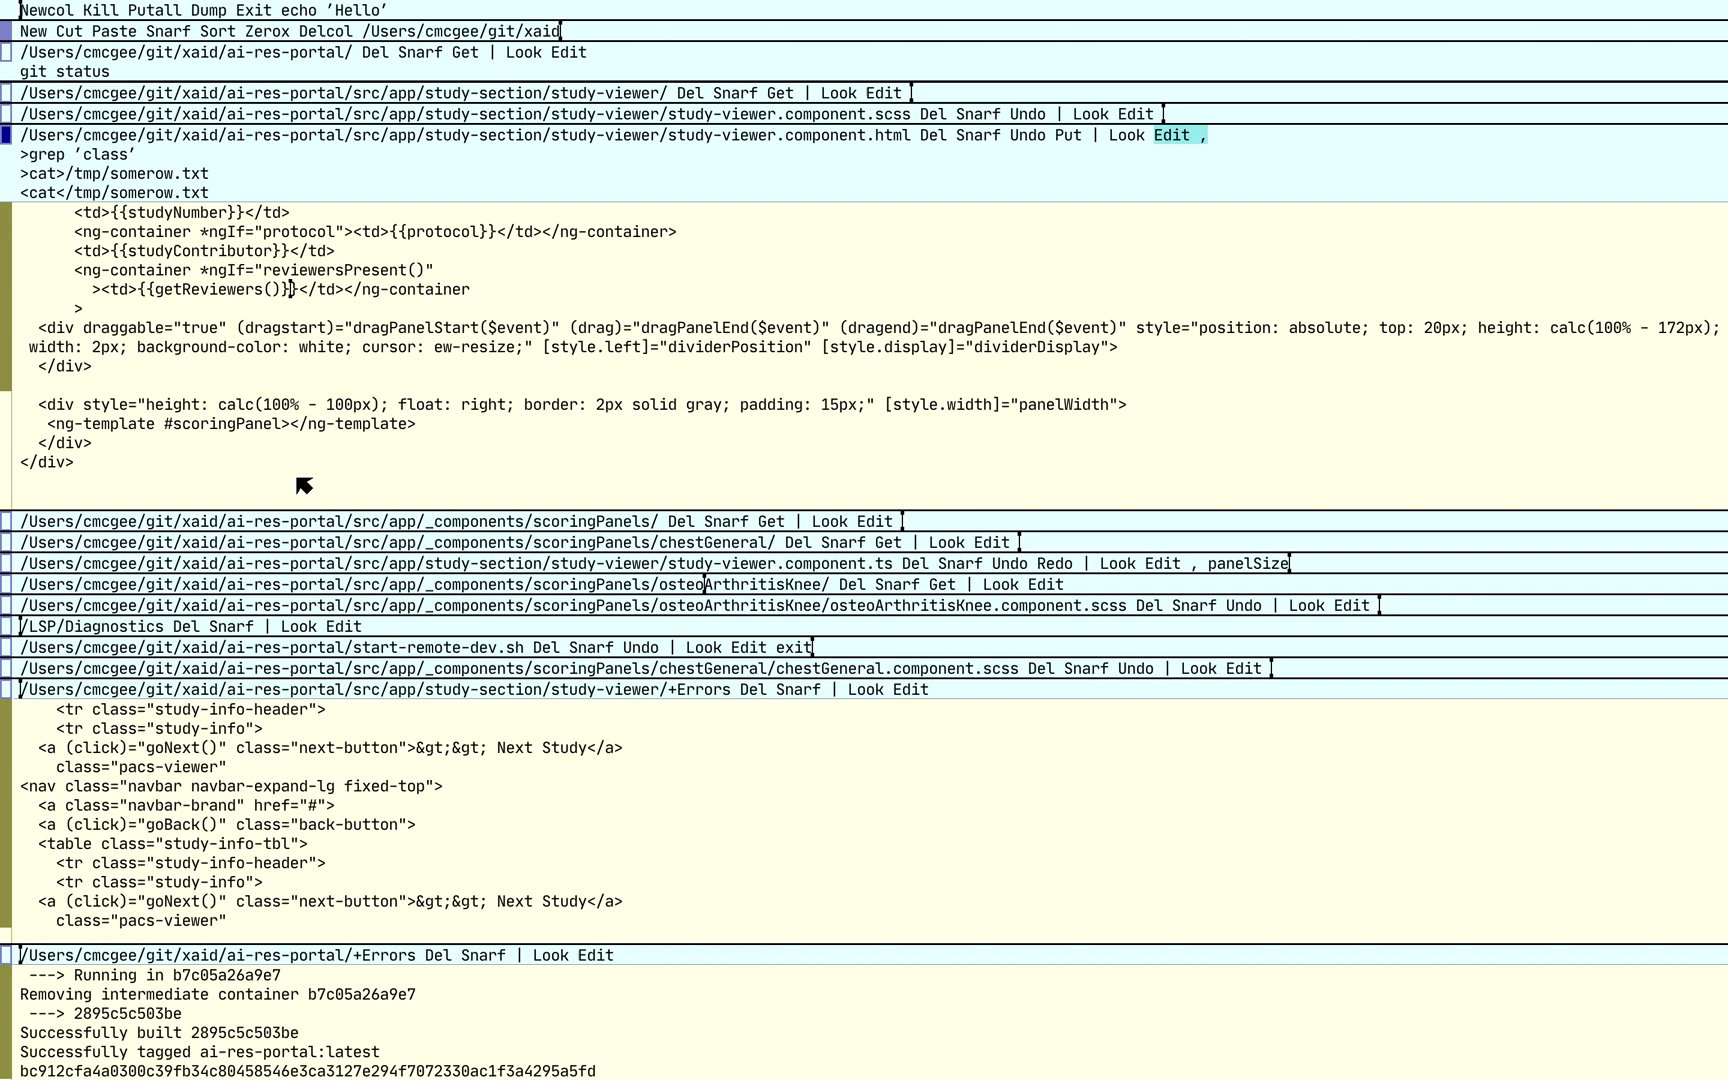 Newcol Kill Putall Dump Exit echo ’Hello’
New Cut Paste Snarf Sort Zerox Delcol /Users/cmcgee/git/xaid
/Users/cmcgee/git/xaid/ai-res-portal/ Del Snarf Get | Look Edit
git status
/Users/cmcgee/git/xaid/ai-res-portal/src/app/study-section/study-viewer/ Del Snarf Get | Look Edit
/Users/cmcgee/git/xaid/ai-res-portal/src/app/study-section/study-viewer/study-viewer.component.scss Del Snarf Undo | Look Edit
/Users/cmcgee/git/xaid/ai-res-portal/src/app/study-section/study-viewer/study-viewer.component.html Del Snarf Undo Put | Look Edit ,
>grep ’class’
>cat>/tmp/somerow.txt
<cat</tmp/somerow.txt
      <td>{{studyNumber}}</td>
      <ng-container *ngIf="protocol"><td>{{protocol}}</td></ng-container>
      <td>{{studyContributor}}</td>
      <ng-container *ngIf="reviewersPresent()"
        ><td>{{getReviewers()}}</td></ng-container
      >
  <div draggable="true" (dragstart)="dragPanelStart($event)" (drag)="dragPanelEnd($event)" (dragend)="dragPanelEnd($event)" style="position: absolute; top: 20px; height: calc(100% - 172px);
 width: 2px; background-color: white; cursor: ew-resize;" [style.left]="dividerPosition" [style.display]="dividerDisplay">
  </div>
  <div style="height: calc(100% - 100px); float: right; border: 2px solid gray; padding: 15px;" [style.width]="panelWidth">
   <ng-template #scoringPanel></ng-template>
  </div>
</div>
/Users/cmcgee/git/xaid/ai-res-portal/src/app/_components/scoringPanels/ Del Snarf Get | Look Edit
/Users/cmcgee/git/xaid/ai-res-portal/src/app/_components/scoringPanels/chestGeneral/ Del Snarf Get | Look Edit
/Users/cmcgee/git/xaid/ai-res-portal/src/app/study-section/study-viewer/study-viewer.component.ts Del Snarf Undo Redo | Look Edit , panelSize
/Users/cmcgee/git/xaid/ai-res-portal/src/app/_components/scoringPanels/osteoArthritisKnee/ Del Snarf Get | Look Edit
/Users/cmcgee/git/xaid/ai-res-portal/src/app/_components/scoringPanels/osteoArthritisKnee/osteoArthritisKnee.component.scss Del Snarf Undo | Look Edit
/LSP/Diagnostics Del Snarf | Look Edit
/Users/cmcgee/git/xaid/ai-res-portal/start-remote-dev.sh Del Snarf Undo | Look Edit exit
/Users/cmcgee/git/xaid/ai-res-portal/src/app/_components/scoringPanels/chestGeneral/chestGeneral.component.scss Del Snarf Undo | Look Edit
/Users/cmcgee/git/xaid/ai-res-portal/src/app/study-section/study-viewer/+Errors Del Snarf | Look Edit
    <tr class="study-info-header">
    <tr class="study-info">
  <a (click)="goNext()" class="next-button">&gt;&gt; Next Study</a>
    class="pacs-viewer"
<nav class="navbar navbar-expand-lg fixed-top">
  <a class="navbar-brand" href="#">
  <a (click)="goBack()" class="back-button">
  <table class="study-info-tbl">
    <tr class="study-info-header">
    <tr class="study-info">
  <a (click)="goNext()" class="next-button">&gt;&gt; Next Study</a>
    class="pacs-viewer"
/Users/cmcgee/git/xaid/ai-res-portal/+Errors Del Snarf | Look Edit
 ---> Running in b7c05a26a9e7
Removing intermediate container b7c05a26a9e7
 ---> 2895c5c503be
Successfully built 2895c5c503be
Successfully tagged ai-res-portal:latest
bc912cfa4a0300c39fb34c80458546e3ca3127e294f7072330ac1f3a4295a5fd